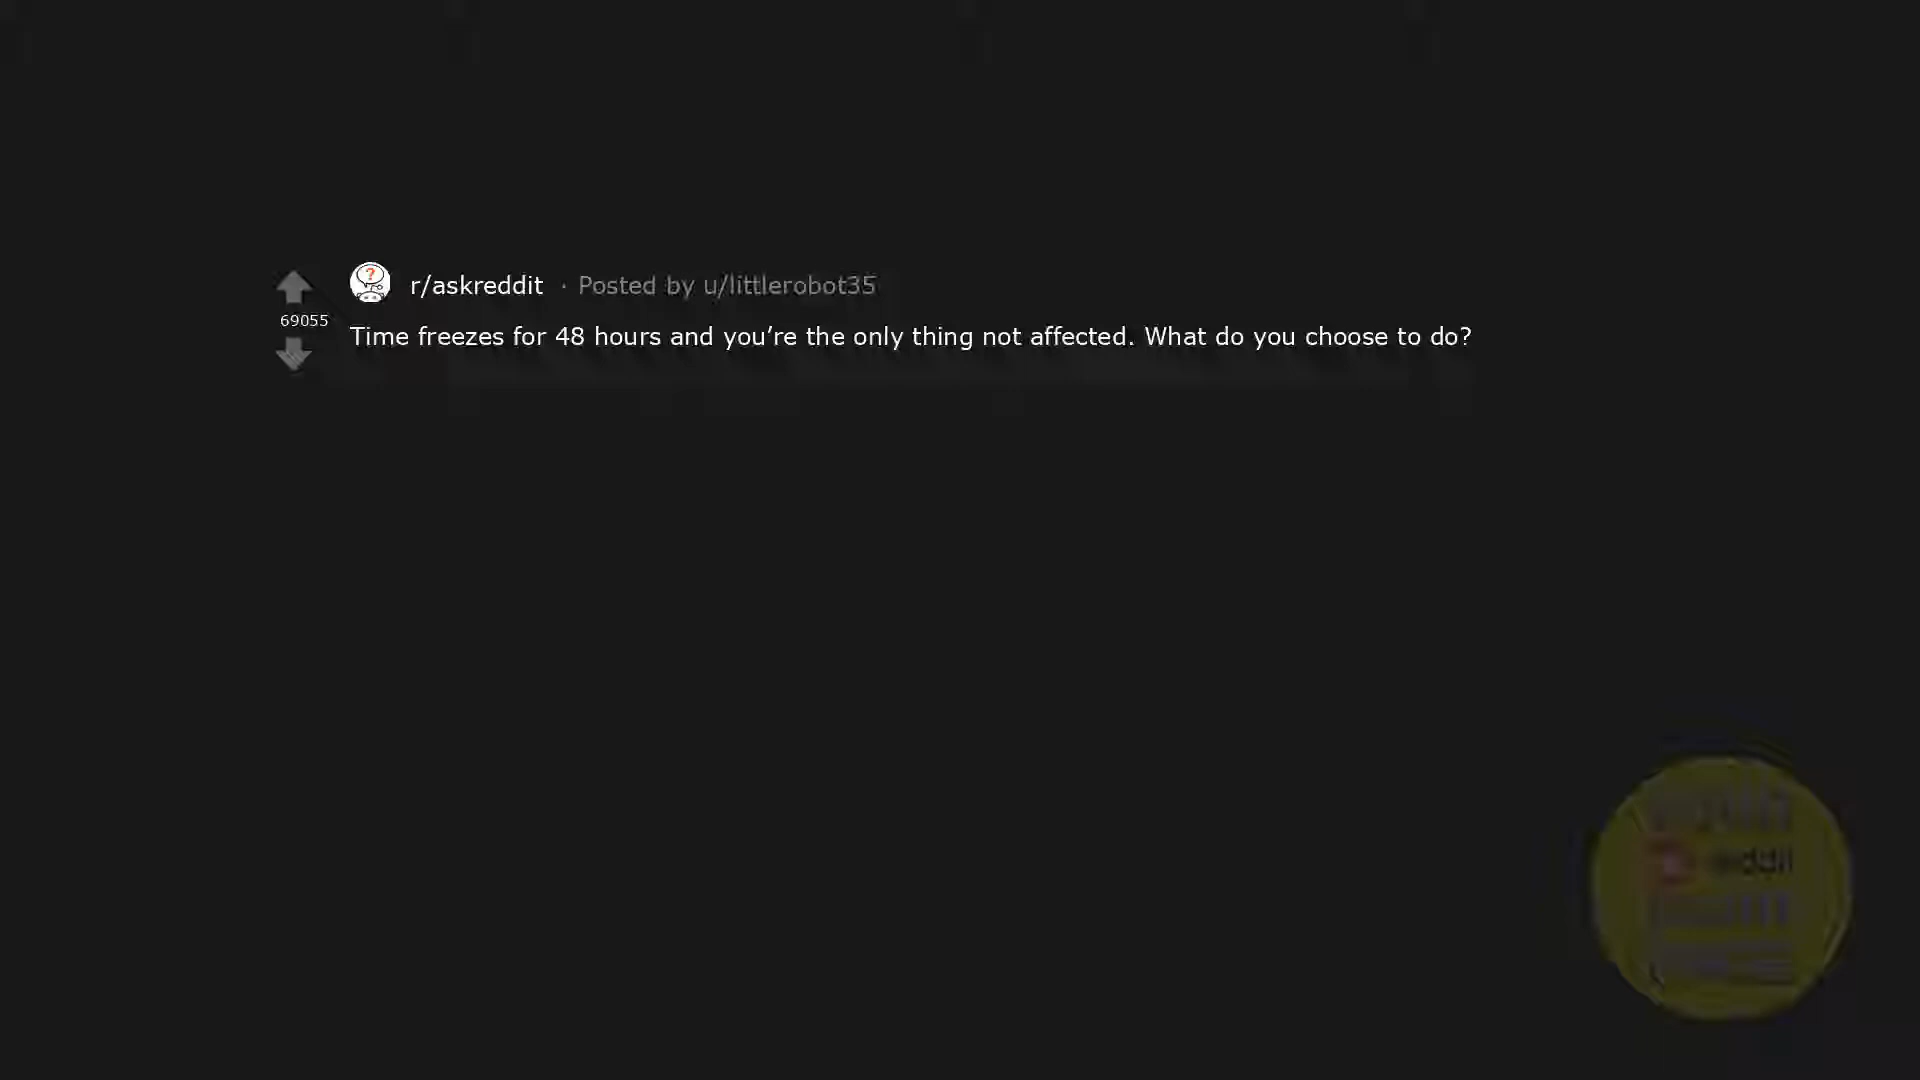 r/askreddit · Posted by u/littlerobot35
69055
Time freezes for 48 hours and you’re the only thing not affected. What do you choose to do?